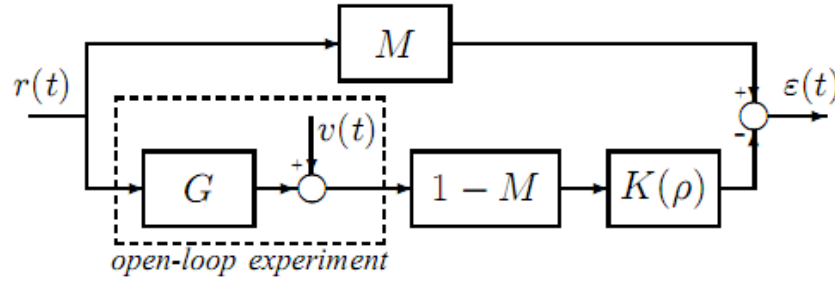 M
r(t)
ε(t)
+
-
v(t)
+
G
1 − M
K(ρ)
open-loop experiment